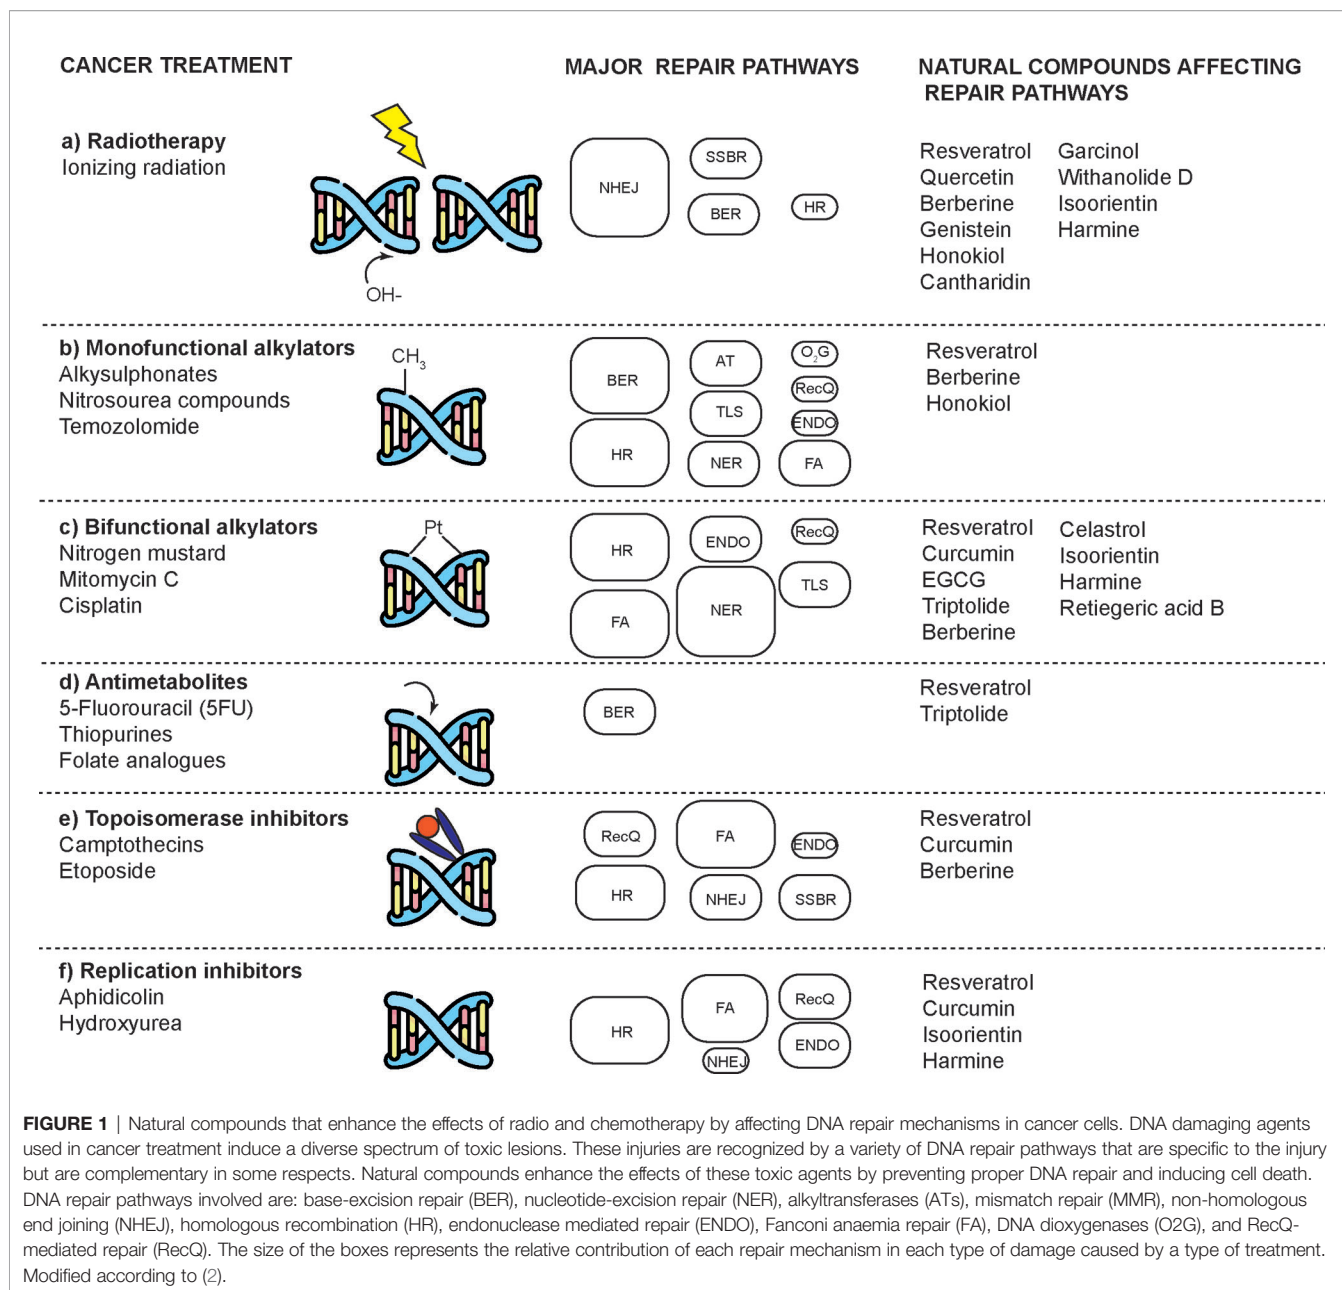 CANCER TREATMENT
MAJOR REPAIR PATHWAYS
NATURAL COMPOUNDS AFFECTING
REPAIR PATHWAYS
a) Radiotherapy
Ionizing radiation
OH-
NHEJ
SSBR
BER
HR
Resveratrol
Quercetin
Berberine
Genistein
Honokiol
Cantharidin
Garcinol
Withanolide D
Isoorientin
Harmine
b) Monofunctional alkylators
Alkysulphonates
Nitrosourea compounds
Temozolomide
CH3
BER
HR
AT
TLS
NER
O2G
RecQ
ENDO
FA
Resveratrol
Berberine
Honokiol
c) Bifunctional alkylators
Nitrogen mustard
Mitomycin C
Cisplatin
Pt
HR
FA
ENDO
NER
RecQ
TLS
Resveratrol
Curcumin
EGCG
Triptolide
Berberine
Celastrol
Isoorientin
Harmine
Retiegeric acid B
d) Antimetabolites
5-Fluorouracil (5FU)
Thiopurines
Folate analogues
BER
Resveratrol
Triptolide
e) Topoisomerase inhibitors
Camptothecins
Etoposide
RecQ
HR
FA
NHEJ
ENDO
SSBR
Resveratrol
Curcumin
Berberine
f) Replication inhibitors
Aphidicolin
Hydroxyurea
HR
FA
NHEJ
RecQ
ENDO
Resveratrol
Curcumin
Isoorientin
Harmine
FIGURE 1 | Natural compounds that enhance the effects of radio and chemotherapy by affecting DNA repair mechanisms in cancer cells. DNA damaging agents
used in cancer treatment induce a diverse spectrum of toxic lesions. These injuries are recognized by a variety of DNA repair pathways that are specific to the injury
but are complementary in some respects. Natural compounds enhance the effects of these toxic agents by preventing proper DNA repair and inducing cell death.
DNA repair pathways involved are: base-excision repair (BER), nucleotide-excision repair (NER), alkyltransferases (ATs), mismatch repair (MMR), non-homologous
end joining (NHEJ), homologous recombination (HR), endonuclease mediated repair (ENDO), Fanconi anaemia repair (FA), DNA dioxygenases (O2G), and RecQ-
mediated repair (RecQ). The size of the boxes represents the relative contribution of each repair mechanism in each type of damage caused by a type of treatment.
Modified according to (2).